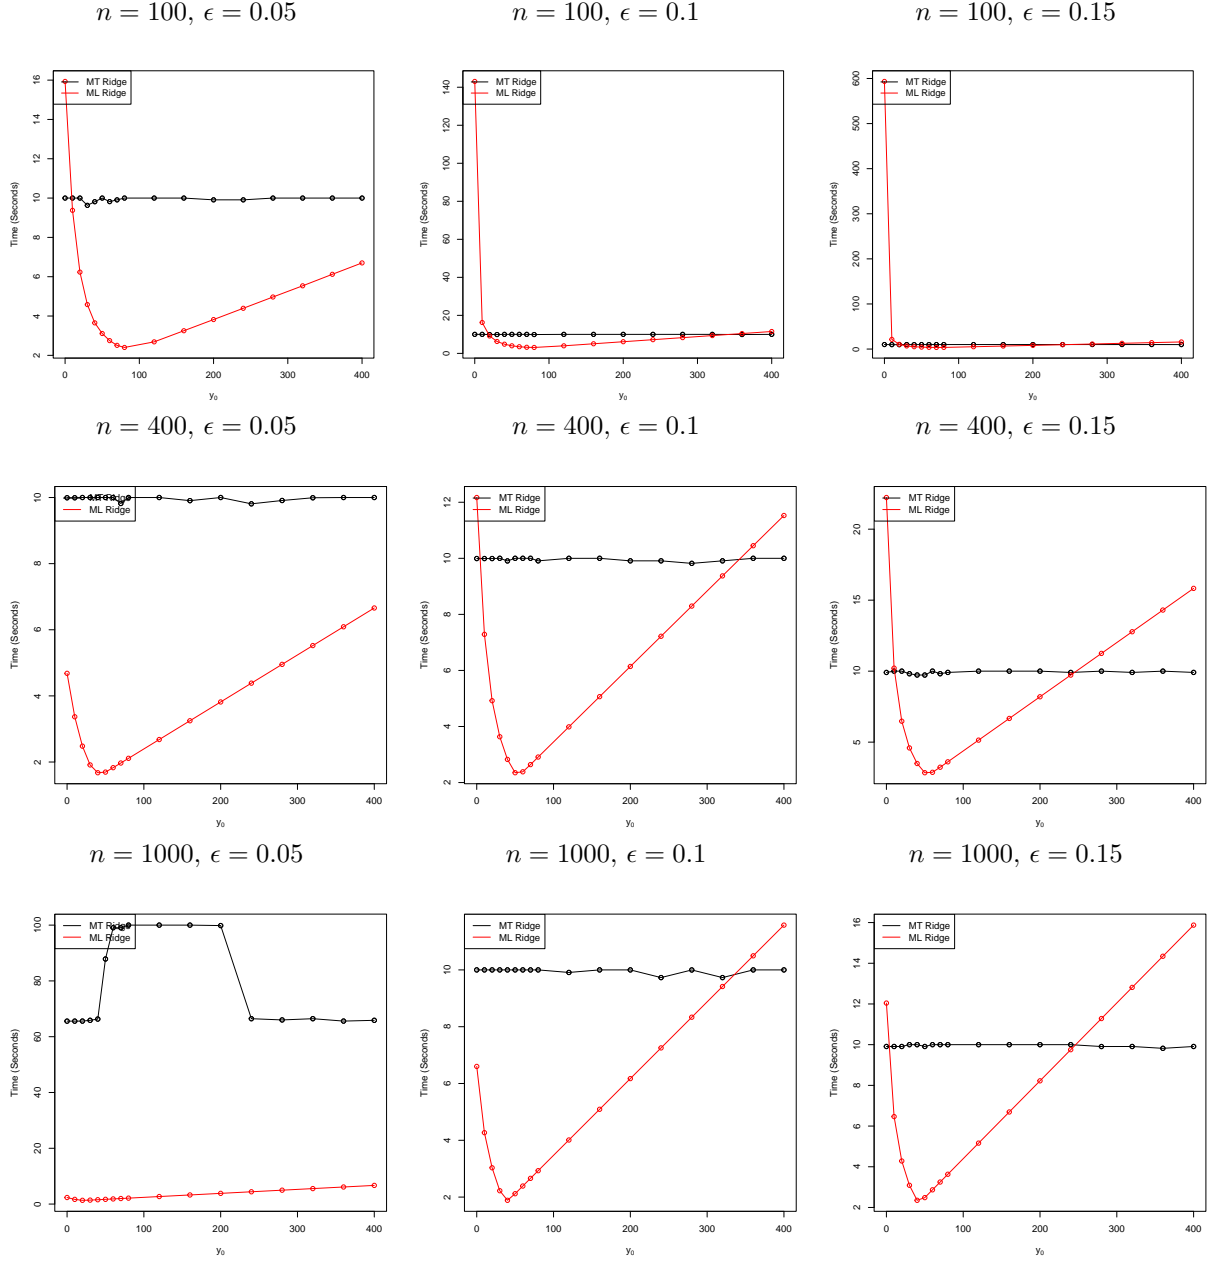 n = 100, ϵ = 0.05
16
14
12
10
8
6
4
2
Time (Seconds)
MT Ridge
ML Ridge
0 100 200 300 400
y₀
n = 100, ϵ = 0.1
140
120
100
80
60
40
20
0
Time (Seconds)
MT Ridge
ML Ridge
0 100 200 300 400
y₀
n = 100, ϵ = 0.15
600
500
400
300
200
100
0
Time (Seconds)
MT Ridge
ML Ridge
0 100 200 300 400
y₀
n = 400, ϵ = 0.05
10
8
6
4
2
Time (Seconds)
MT Ridge
ML Ridge
0 100 200 300 400
y₀
n = 400, ϵ = 0.1
12
10
8
6
4
2
Time (Seconds)
MT Ridge
ML Ridge
0 100 200 300 400
y₀
n = 400, ϵ = 0.15
20
15
10
5
Time (Seconds)
MT Ridge
ML Ridge
0 100 200 300 400
y₀
n = 1000, ϵ = 0.05
100
80
60
40
20
0
Time (Seconds)
MT Ridge
ML Ridge
0 100 200 300 400
y₀
n = 1000, ϵ = 0.1
10
8
6
4
2
Time (Seconds)
MT Ridge
ML Ridge
0 100 200 300 400
y₀
n = 1000, ϵ = 0.15
16
14
12
10
8
6
4
2
Time (Seconds)
MT Ridge
ML Ridge
0 100 200 300 400
y₀